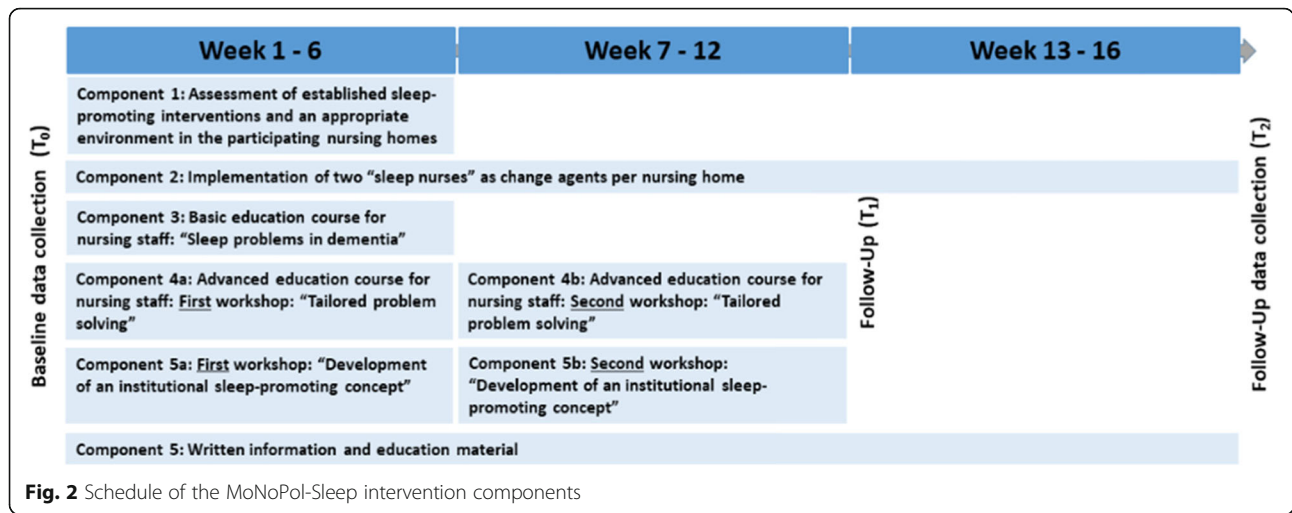 Week 1 - 6
Week 7 - 12
Week 13 - 16
Baseline data collection (T0)
Component 1: Assessment of established sleep-
promoting interventions and an appropriate
environment in the participating nursing homes
Component 2: Implementation of two “sleep nurses” as change agents per nursing home
Component 3: Basic education course for
nursing staff: “Sleep problems in dementia”
Component 4a: Advanced education course for
nursing staff: First workshop: “Tailored problem
solving”
Component 4b: Advanced education course for
nursing staff: Second workshop: “Tailored
problem solving”
Component 5a: First workshop: “Development
of an institutional sleep-promoting concept”
Component 5b: Second workshop:
“Development of an institutional sleep-
promoting concept”
Follow-Up (T1)
Component 5: Written information and education material
Follow-Up data collection (T2)
Fig. 2 Schedule of the MoNoPol-Sleep intervention components